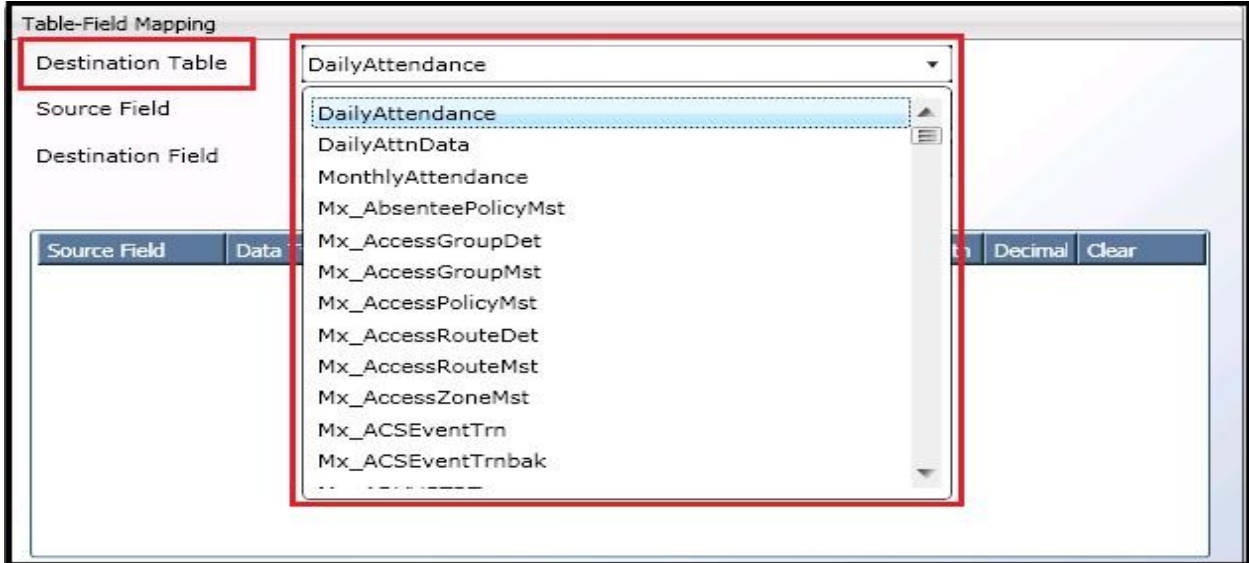 Table-Field Mapping
Destination Table
DailyAttendance
Source Field
DailyAttendance
DailyAttnData
Destination Field
MonthlyAttendance
Mx_AbsenteePolicyMst
Mx_AccessGroupDet
Source Field Data Decimal Clear
Mx_AccessGroupMst
Mx_AccessPolicyMst
Mx_AccessRouteDet
Mx_AccessRouteMst
Mx_AccessZoneMst
Mx_ACSEventTrn
Mx_ACSEventTrnbak